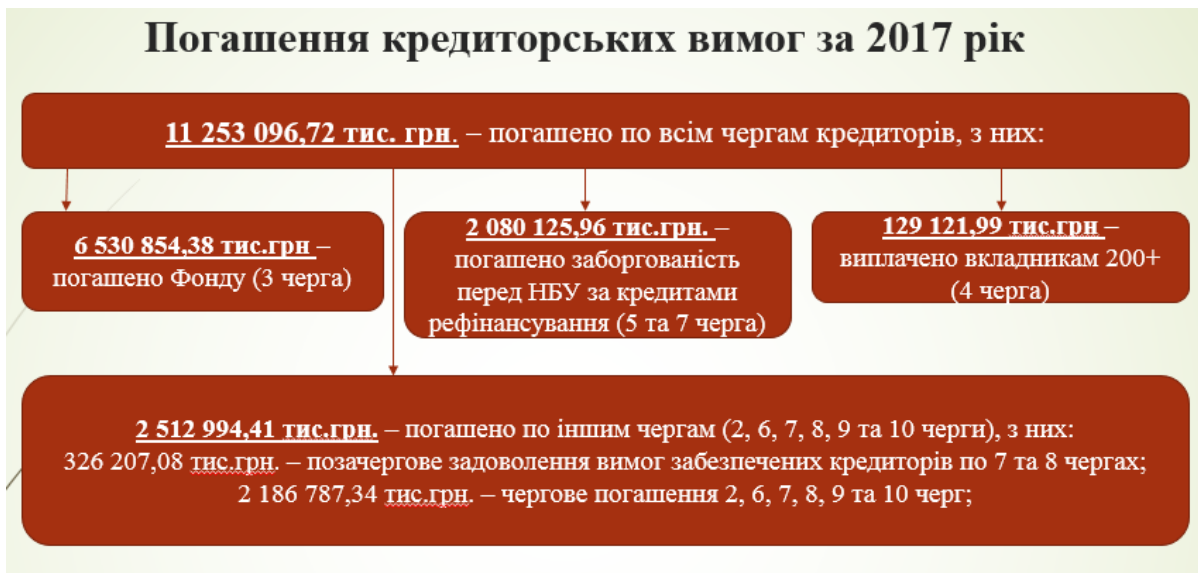 Погашення кредиторських вимог за 2017 рік
11 253 096,72 тис. грн. – погашено по всім чергам кредиторів, з них:
6 530 854,38 тис.грн –
погашено Фонду (3 черга)
2 080 125,96 тис.грн. –
погашено заборгованість
перед НБУ за кредитами
рефінансування (5 та 7 черга)
129 121,99 тис.грн –
виплачено вкладникам 200+
(4 черга)
2 512 994,41 тис.грн. – погашено по іншим чергам (2, 6, 7, 8, 9 та 10 черги), з них:
326 207,08 тис.грн. – позачергове задоволення вимог забезпечених кредиторів по 7 та 8 чергах;
2 186 787,34 тис.грн. – чергове погашення 2, 6, 7, 8, 9 та 10 черг;